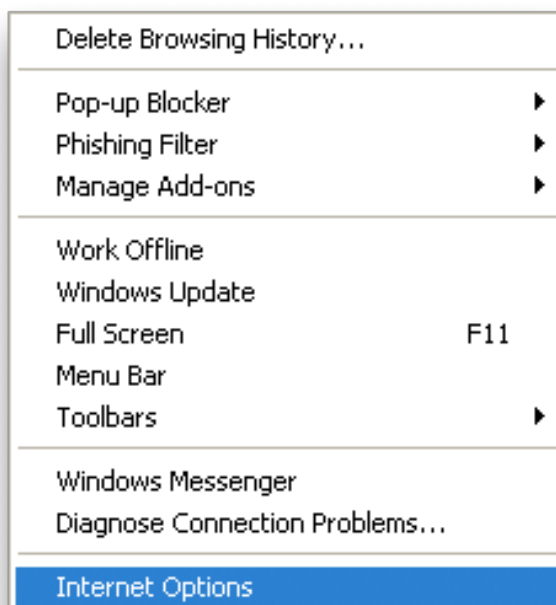 Delete Browsing History...
Pop-up Blocker
Phishing Filter
Manage Add-ons
Work Offline
Windows Update
Full Screen F11
Menu Bar
Toolbars
Windows Messenger
Diagnose Connection Problems...
Internet Options